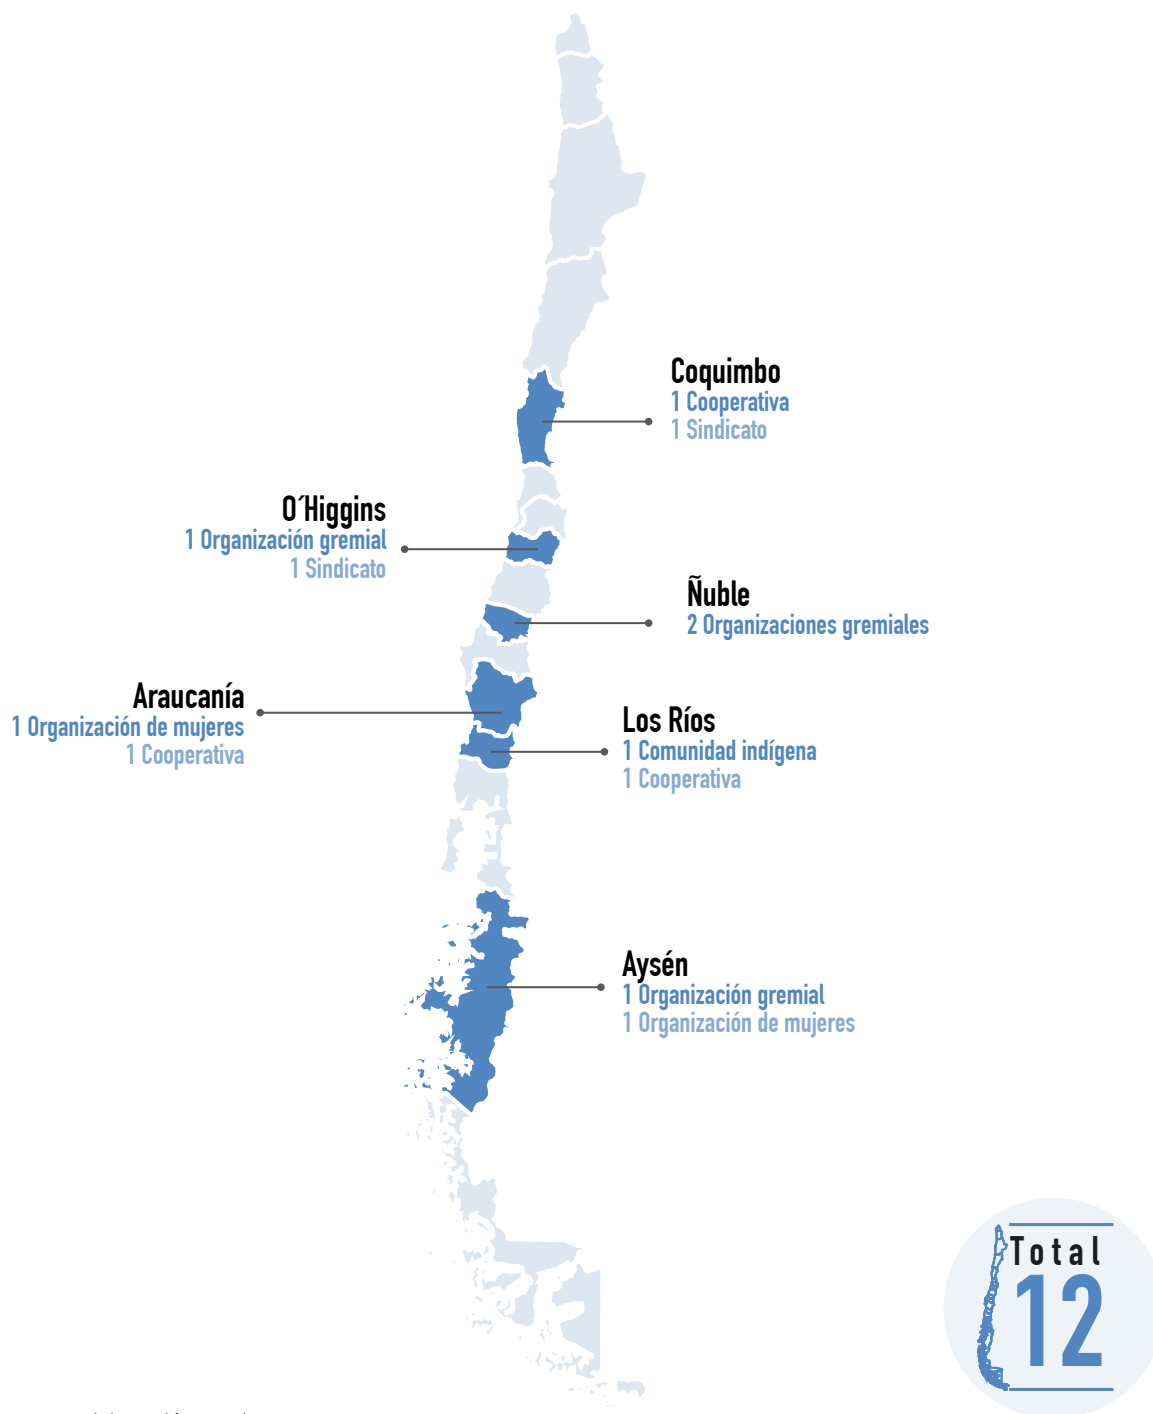 Coquimbo
1 Cooperativa
1 Sindicato
O´Higgins
1 Organización gremial
1 Sindicato
Ñuble
2 Organizaciones gremiales
Araucanía
1 Organización de mujeres
1 Cooperativa
Los Ríos
1 Comunidad indígena
1 Cooperativa
Aysén
1 Organización gremial
1 Organización de mujeres
Total
12